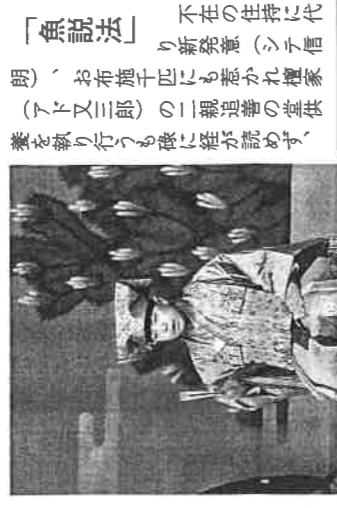 「魚説法」
不在の住持に代
り新発意（シテ信
朗）、お布施千匹にも惹かれ檀家
（アド又三郎）の二親追善の堂供
養を執り行うも碌に経が読めず、